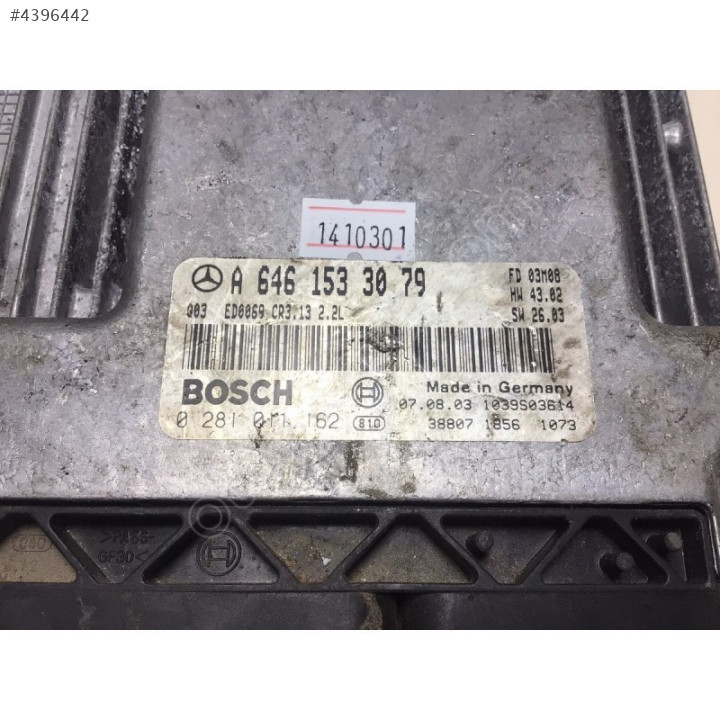 #4396442
1410301
A 646 153 30 79
FD 03M08
HW 43.02
Q03 ED0069 CR3.13 2.2L
SW 26.03
BOSCH
Made in Germany
07.08.03 1039S03614
0 281 011 162
810
38807 1856 1073
>PA66-
GF30<